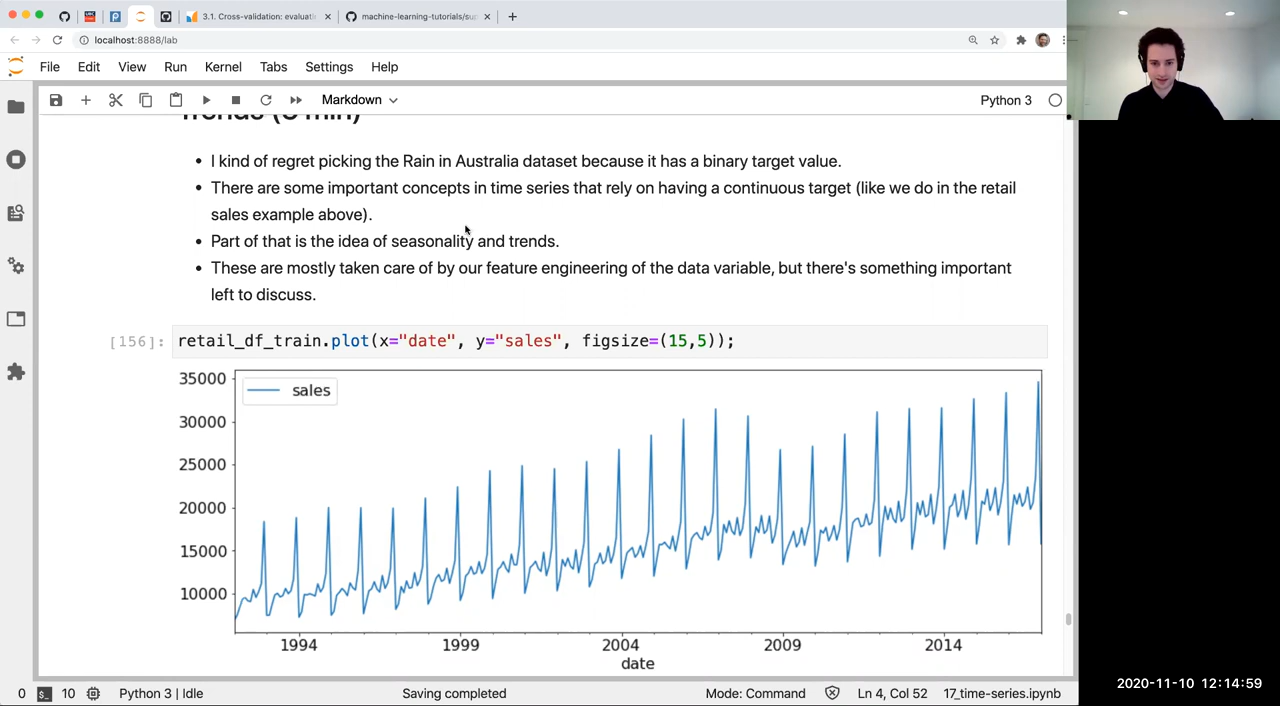 3.1. Cross-validation: evaluati
machine-learning-tutorials/su
localhost:8888/lab
File Edit View Run Kernel Tabs Settings Help
Markdown
Python 3
Trends (5 min)
• I kind of regret picking the Rain in Australia dataset because it has a binary target value.
• There are some important concepts in time series that rely on having a continuous target (like we do in the retail
sales example above).
• Part of that is the idea of seasonality and trends.
• These are mostly taken care of by our feature engineering of the data variable, but there's something important
left to discuss.
[156]: retail_df_train.plot(x="date", y="sales", figsize=(15,5));
sales
35000
30000
25000
20000
15000
10000
1994 1999 2004 2009 2014
date
0 10 Python 3 | Idle Saving completed Mode: Command Ln 4, Col 52 17_time-series.ipynb
2020-11-10 12:14:59